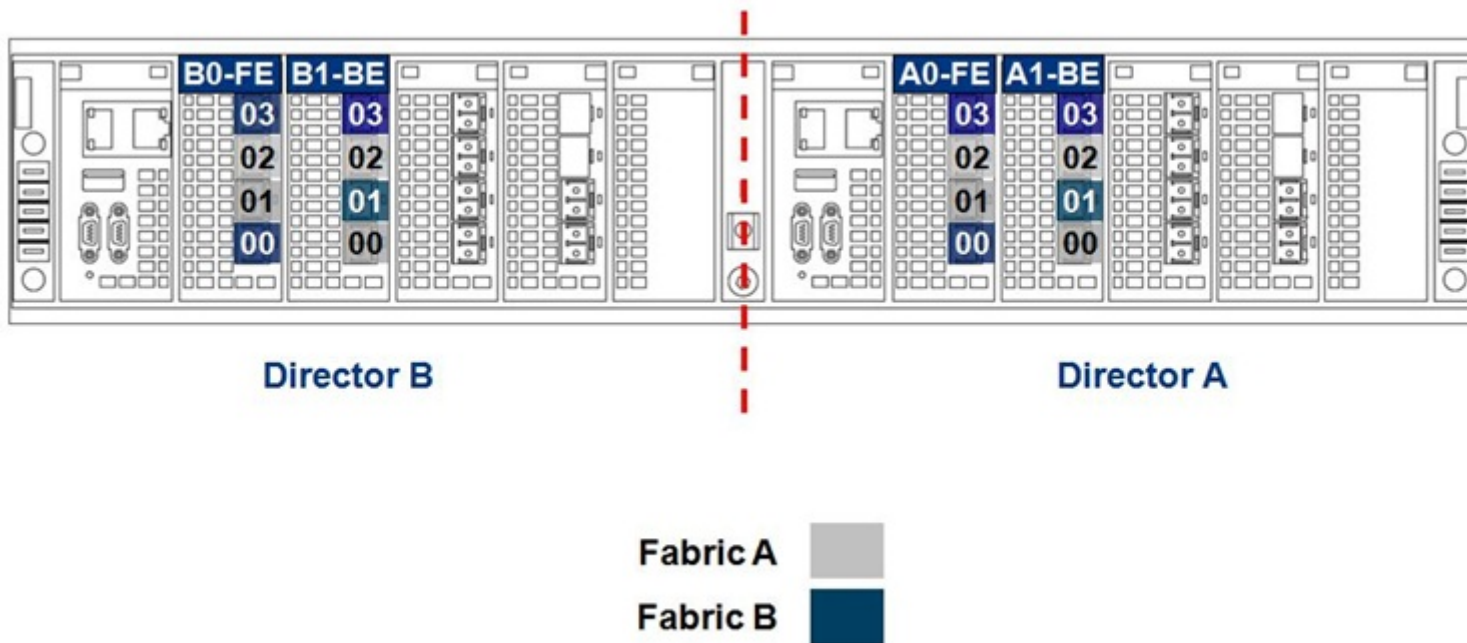 B0-FE B1-BE A0-FE A1-BE
03 03 03 03
02 02 02 02
01 01 01 01
00 00 00 00
Director B Director A
Fabric A
Fabric B